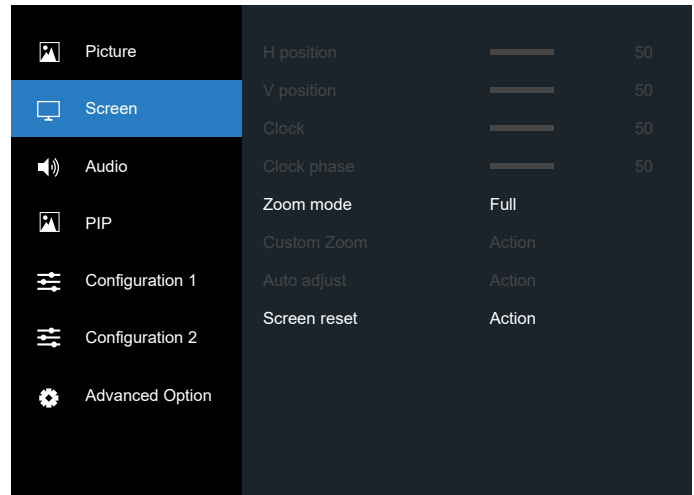 Picture
Screen
Audio
PIP
Configuration 1
Configuration 2
Advanced Option
H position 50
V position 50
Clock 50
Clock phase 50
Zoom mode Full
Custom Zoom Action
Auto adjust Action
Screen reset Action